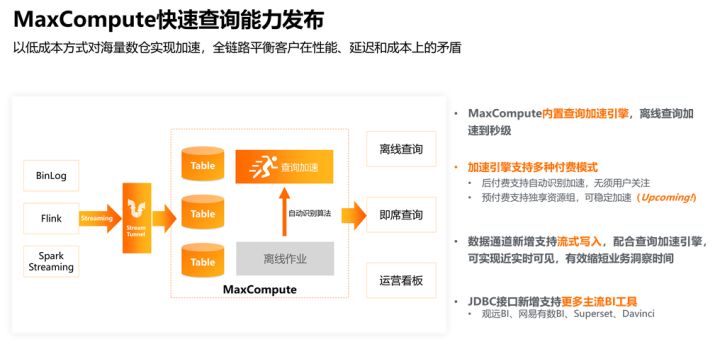 MaxCompute快速查询能力发布
以低成本方式对海量数仓实现加速，全链路平衡客户在性能、延迟和成本上的矛盾
BinLog
Flink
Spark
Streaming
Streaming
Stream
Tunnel
Table
Table
Table
查询加速
自动识别算法
离线作业
MaxCompute
离线查询
即席查询
运营看板
• MaxCompute内置查询加速引擎，离线查询加
速到秒级
• 加速引擎支持多种付费模式
• 后付费支持自动识别加速，无须用户关注
• 预付费支持独享资源组，可稳定加速（Upcoming!）
• 数据通道新增支持流式写入，配合查询加速引擎，
可实现近实时可见，有效缩短业务洞察时间
• JDBC接口新增支持更多主流BI工具
• 观远BI、网易有数BI、Superset、Davinci